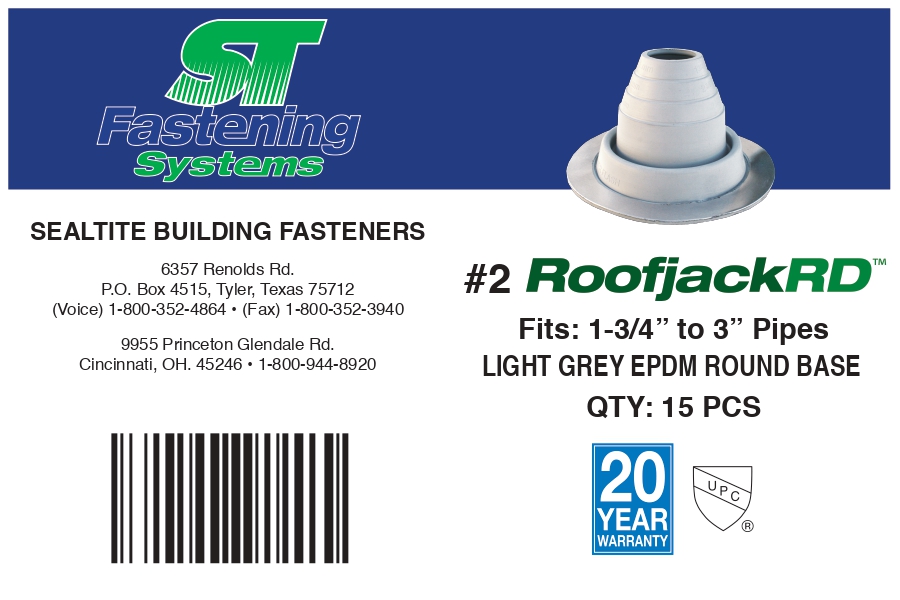 ST
Fastening
Systems
SEALTITE BUILDING FASTENERS
6357 Renolds Rd.
P.O. Box 4515, Tyler, Texas 75712
(Voice) 1-800-352-4864 • (Fax) 1-800-352-3940
9955 Princeton Glendale Rd.
Cincinnati, OH. 45246 • 1-800-944-8920
#2 RoofjackRD™
Fits: 1-3/4” to 3” Pipes
LIGHT GREY EPDM ROUND BASE
QTY: 15 PCS
20
YEAR
WARRANTY
UPC
®